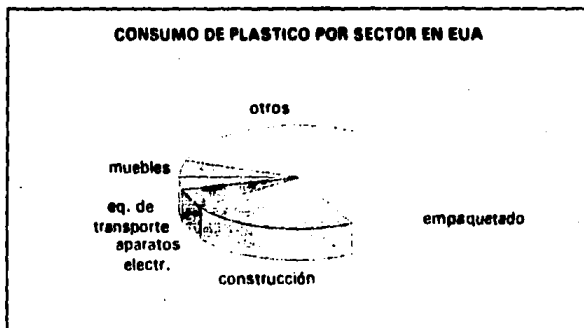 CONSUMO DE PLASTICO POR SECTOR EN EUA
otros
muebles
eq. de
transporte
aparatos
electr.
empaquetado
construcción